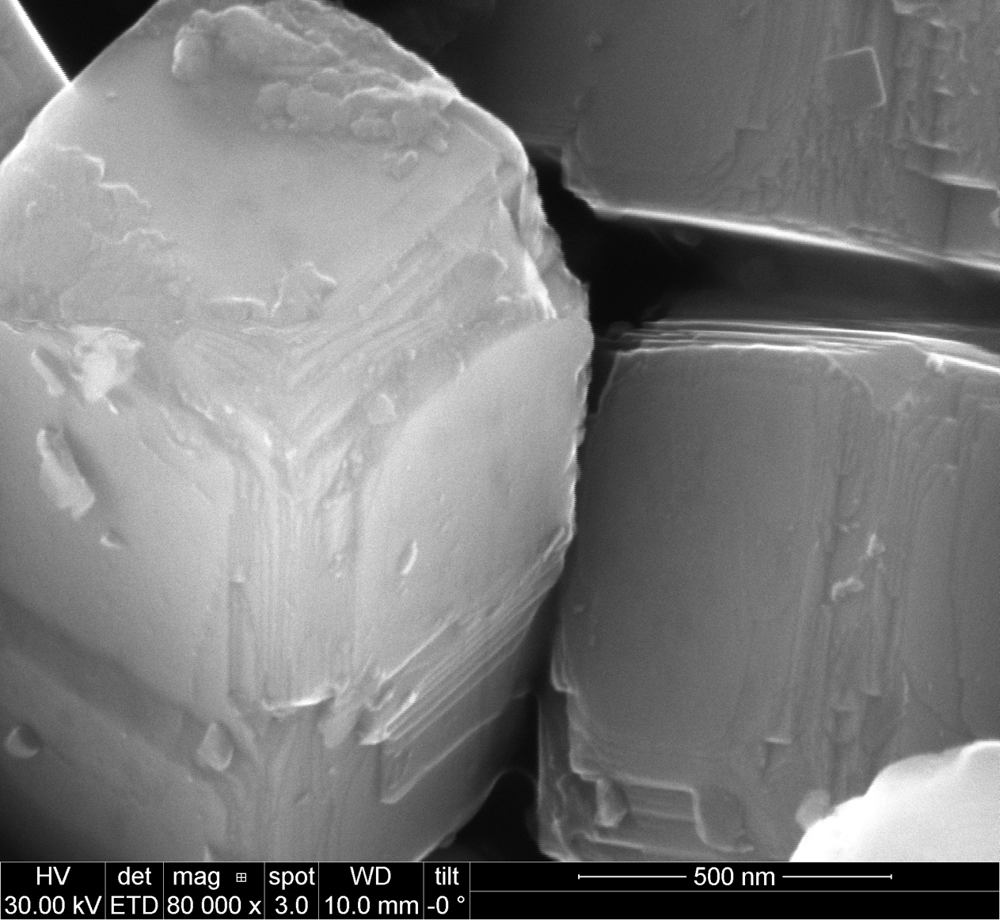 HV det mag ⊞ spot WD tilt
30.00 kV ETD 80 000 x 3.0 10.0 mm -0 °
500 nm